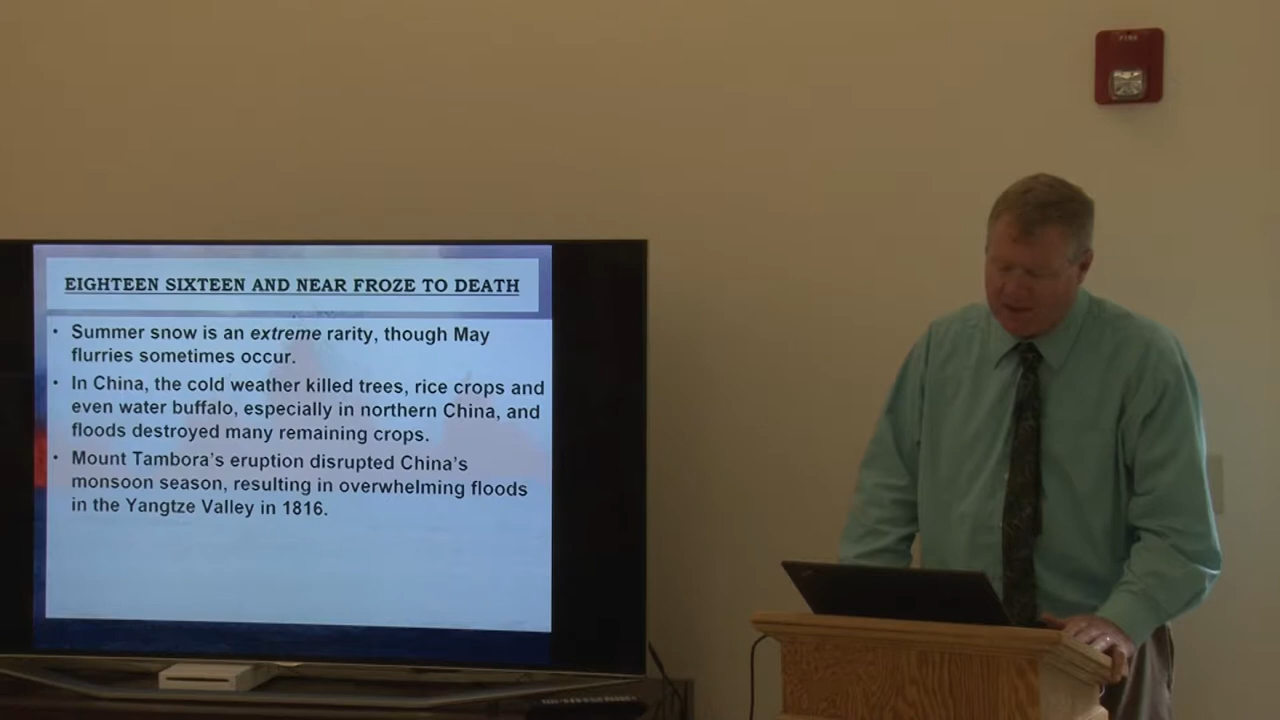 FIRE
EIGHTEEN SIXTEEN AND NEAR FROZE TO DEATH
• Summer snow is an extreme rarity, though May
flurries sometimes occur.
• In China, the cold weather killed trees, rice crops and
even water buffalo, especially in northern China, and
floods destroyed many remaining crops.
• Mount Tambora's eruption disrupted China's
monsoon season, resulting in overwhelming floods
in the Yangtze Valley in 1816.